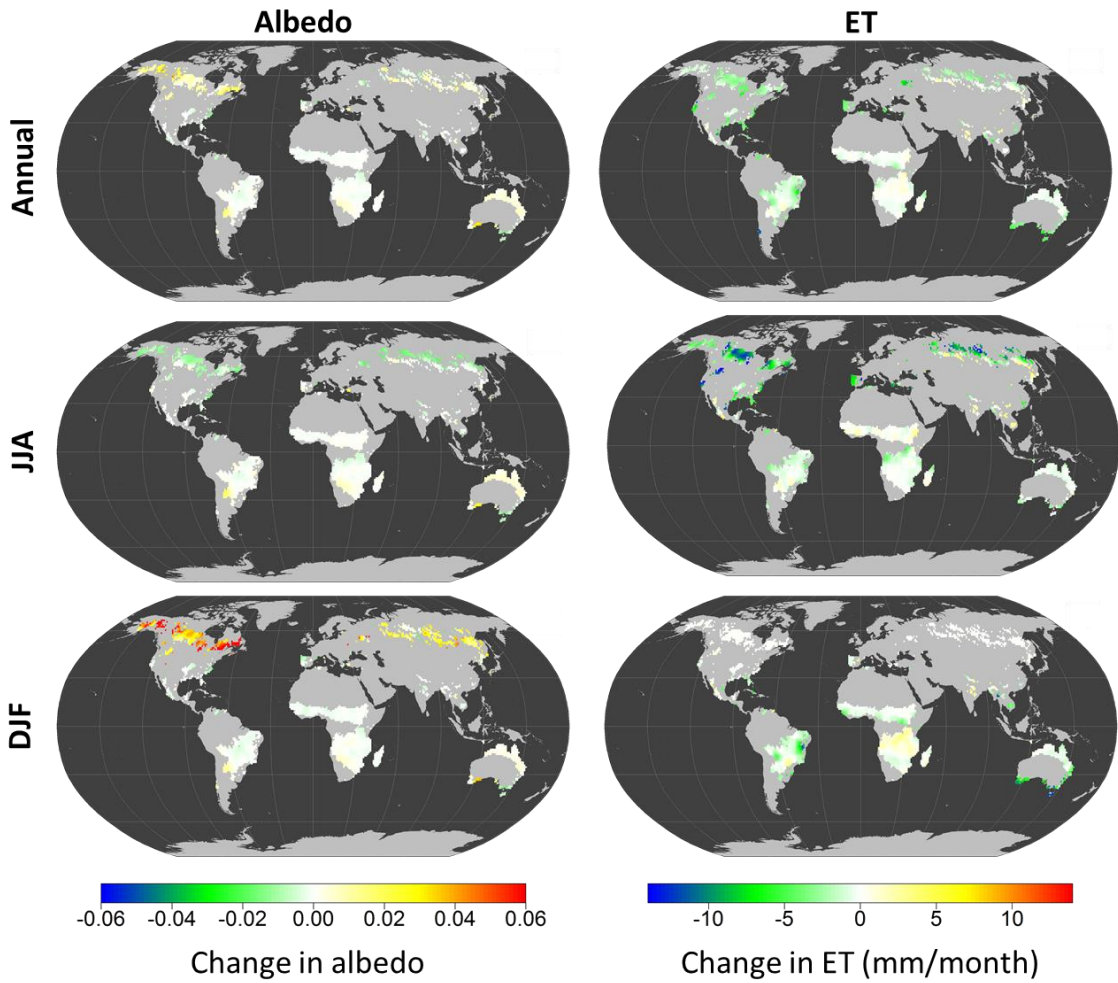 Albedo
ET
Annual
JJA
DJF
-0.06 -0.04 -0.02 0.00 0.02 0.04 0.06
-10 -5 0 5 10
Change in albedo
Change in ET (mm/month)